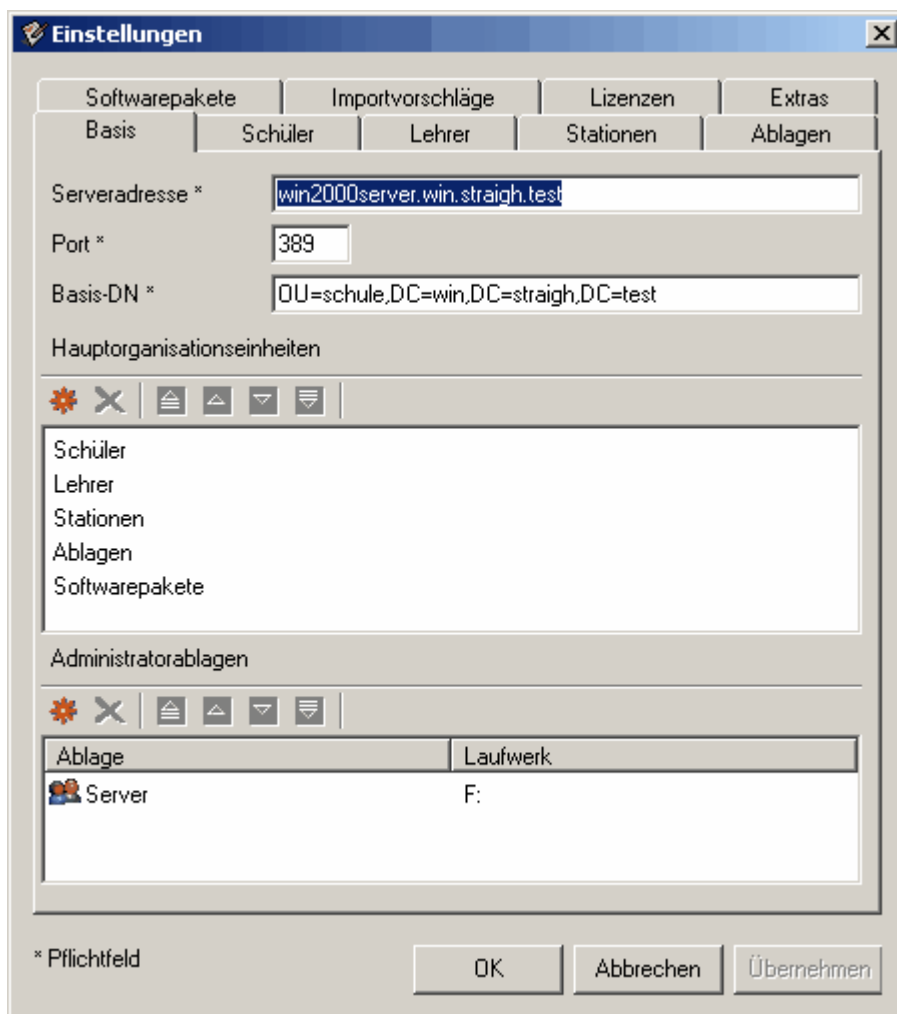 Einstellungen
Softwarepakete Importvorschläge Lizenzen Extras
Basis Schüler Lehrer Stationen Ablagen
Serveradresse * win2000server.win.straigh.test
Port * 389
Basis-DN * OU=schule,DC=win,DC=straigh,DC=test
Hauptorganisationseinheiten
Schüler
Lehrer
Stationen
Ablagen
Softwarepakete
Administratorablagen
Ablage Laufwerk
Server F:
* Pflichtfeld OK Abbrechen Übernehmen